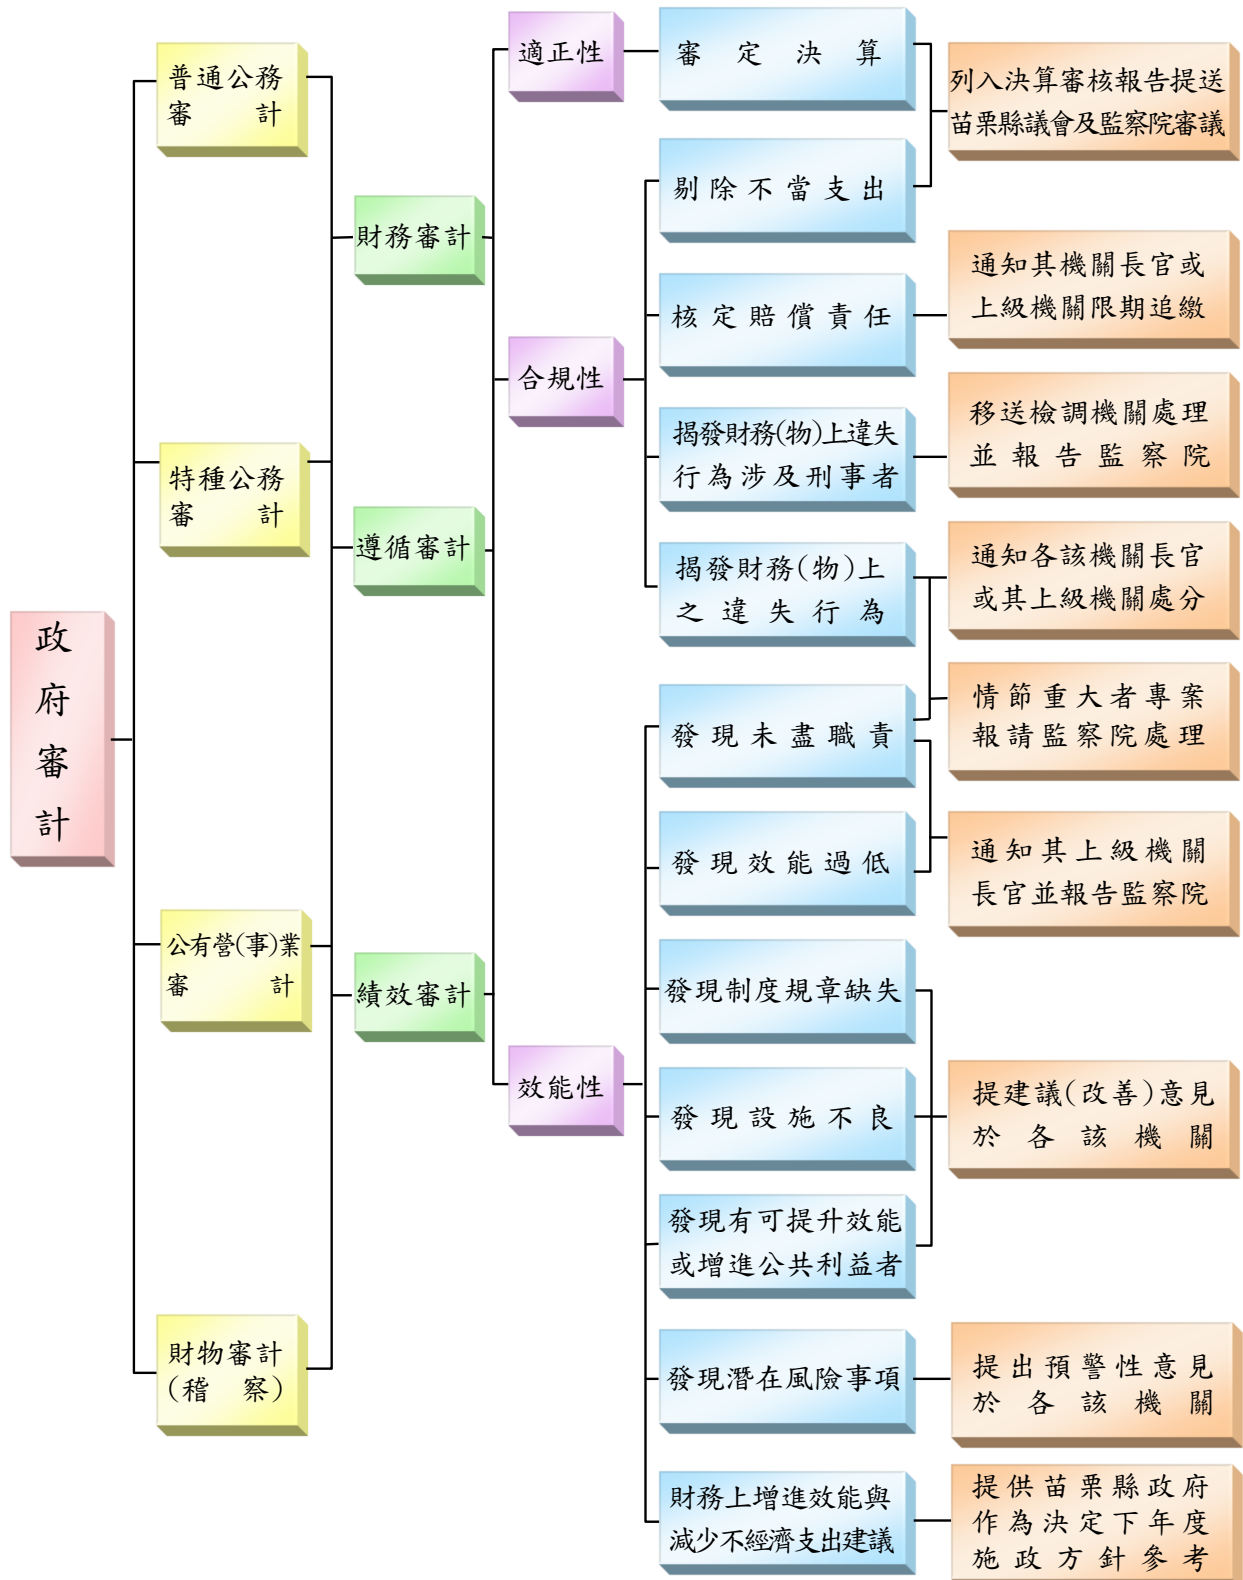 政
府
審
計
普通公務
審計
特種公務
審計
公有營(事)業
審計
財物審計
(稽察)
財務審計
遵循審計
績效審計
適正性
合規性
效能性
審定決算
剔除不當支出
核定賠償責任
揭發財務(物)上違失
行為涉及刑事者
揭發財務(物)上
之違失行為
發現未盡職責
發現效能過低
發現制度規章缺失
發現設施不良
發現有可提升效能
或增進公共利益者
發現潛在風險事項
財務上增進效能與
減少不經濟支出建議
列入決算審核報告提送
苗栗縣議會及監察院審議
通知其機關長官或
上級機關限期追繳
移送檢調機關處理
並報告監察院
通知各該機關長官
或其上級機關處分
情節重大者專案
報請監察院處理
通知其上級機關
長官並報告監察院
提建議(改善)意見
於各該機關
提出預警性意見
於各該機關
提供苗栗縣政府
作為決定下年度
施政方針參考